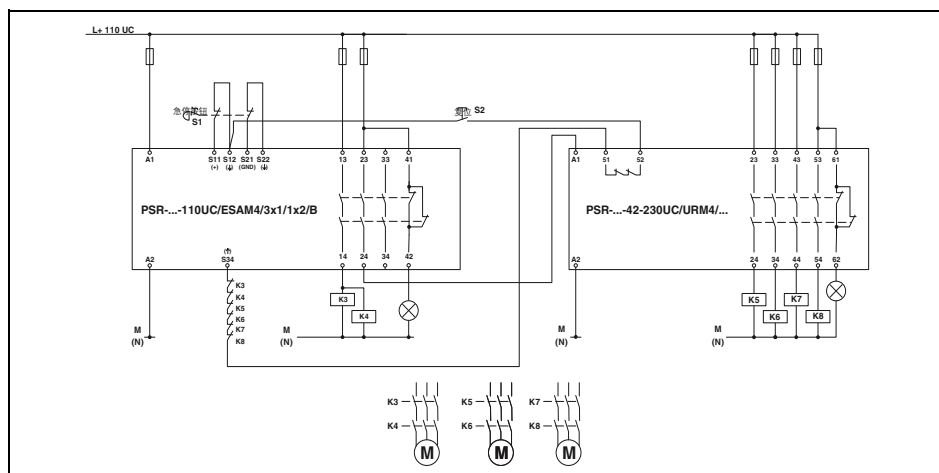 L+ 110 UC
急停按钮
S1
复位 S2
A1 S11 S12 S21 S22 13 23 33 41
(+) (GND)
A1 51 52 23 33 43 53 61
PSR-...-110UC/ESAM4/3x1/1x2/B
PSR-...-42-230UC/URM4/...
A2 S34 14 24 34 42
A2 24 34 44 54 62
K3
K4
K5
K6
K7
K8
K3
K4
K5
K6
K7
K8
M
(N)
M
(N)
M
(N)
M
(N)
K3 K5 K7
K4 K6 K8
M M M